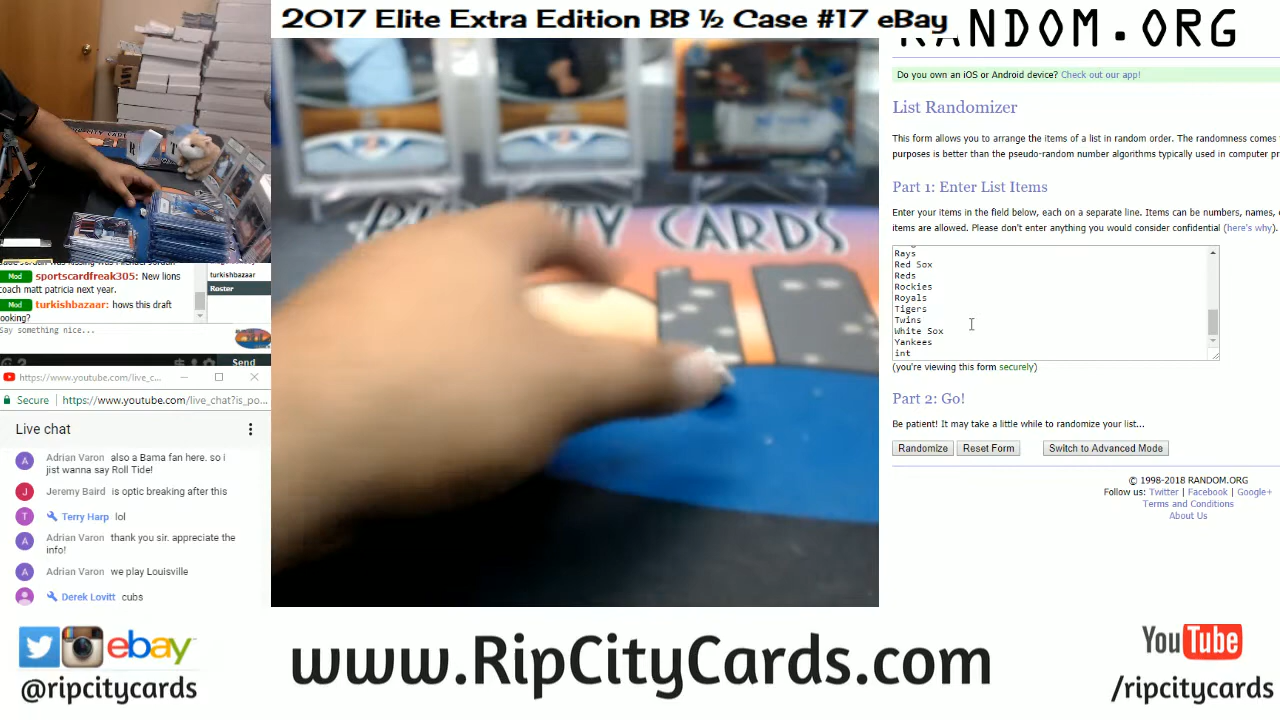 2017 Elite Extra Edition BB ½ Case #17 eBay
NDOM.ORG
Do you own an iOS or Android device? Check out our app!
List Randomizer
This form allows you to arrange the items of a list in random order. The randomness comes
purposes is better than the pseudo-random number algorithms typically used in computer pr
Part 1: Enter List Items
Enter your items in the field below, each on a separate line. Items can be numbers, names,
items are allowed. Please don't enter anything you would consider confidential (here's why).
Rays
Red Sox
Reds
Rockies
Royals
Tigers
Twins
White Sox
Yankees
int
(you're viewing this form securely)
Part 2: Go!
Be patient! It may take a little while to randomize your list...
Randomize
Reset Form
Switch to Advanced Mode
© 1998-2018 RANDOM.ORG
Follow us: Twitter | Facebook | Google+
Terms and Conditions
About Us
CITY CARDS
Mod sportscardfreak305: New lions
coach matt patricia next year.
Mod turkishbazaar: hows this draft
ooking?
Say something nice...
turkishbazaar
Roster
Send
https://www.youtube.com/live_c...
Secure
https://www.youtube.com/live_chat?is_po...
Live chat
A Adrian Varon also a Bama fan here. so i
jist wanna say Roll Tide!
J Jeremy Baird is optic breaking after this
T Terry Harp lol
A Adrian Varon thank you sir. appreciate the
info!
A Adrian Varon we play Louisville
Derek Lovitt cubs
ebay
@ripcitycards
www.RipCityCards.com
YouTube
/ripcitycards